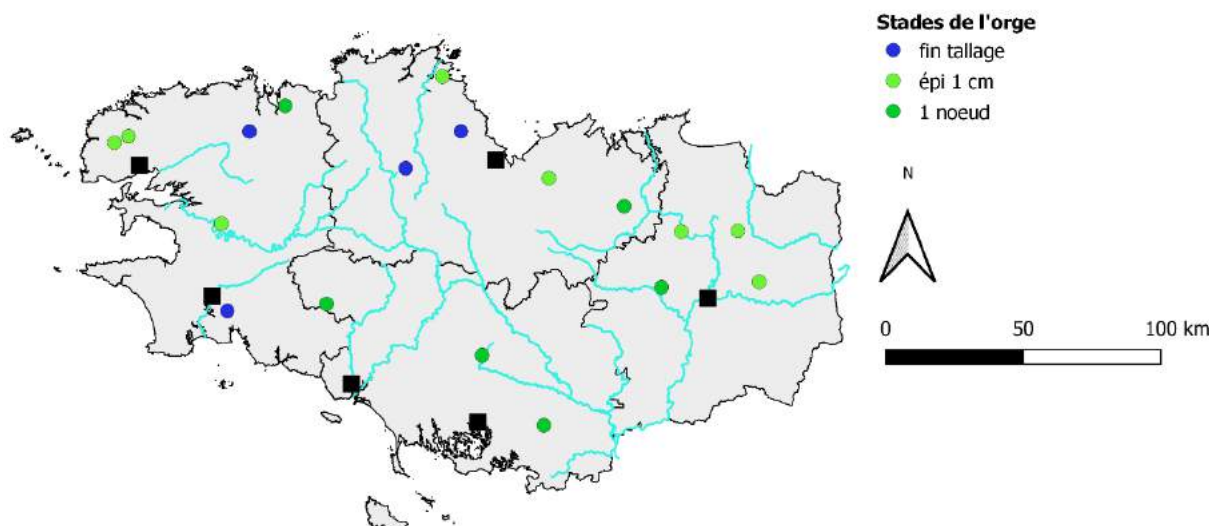 Stades de l'orge
fin tallage
épi 1 cm
1 noeud
N
0 50 100 km